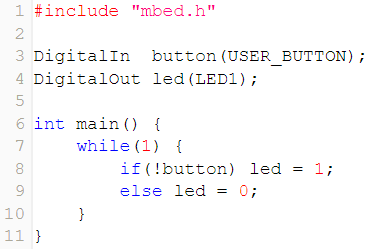 1 #include "mbed.h"
2
3 DigitalIn  button(USER_BUTTON);
4 DigitalOut led(LED1);
5
6 int main() {
7     while(1) {
8         if(!button) led = 1;
9         else led = 0;
10     }
11 }